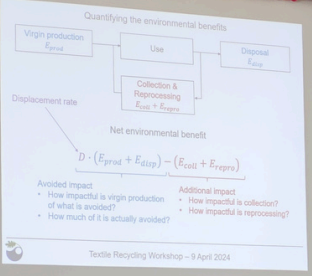 Quantifying the environmental benefits
Virgin production
E_prod
Use
Disposal
E_disp
Collection &
Reprocessing
E_coll + E_repro
Displacement rate
Net environmental benefit
D · (E_prod + E_disp) − (E_coll + E_repro)
Avoided impact
• How impactful is virgin production
of what is avoided?
• How much of it is actually avoided?
Additional impact
• How impactful is collection?
• How impactful is reprocessing?
Textile Recycling Workshop – 9 April 2024